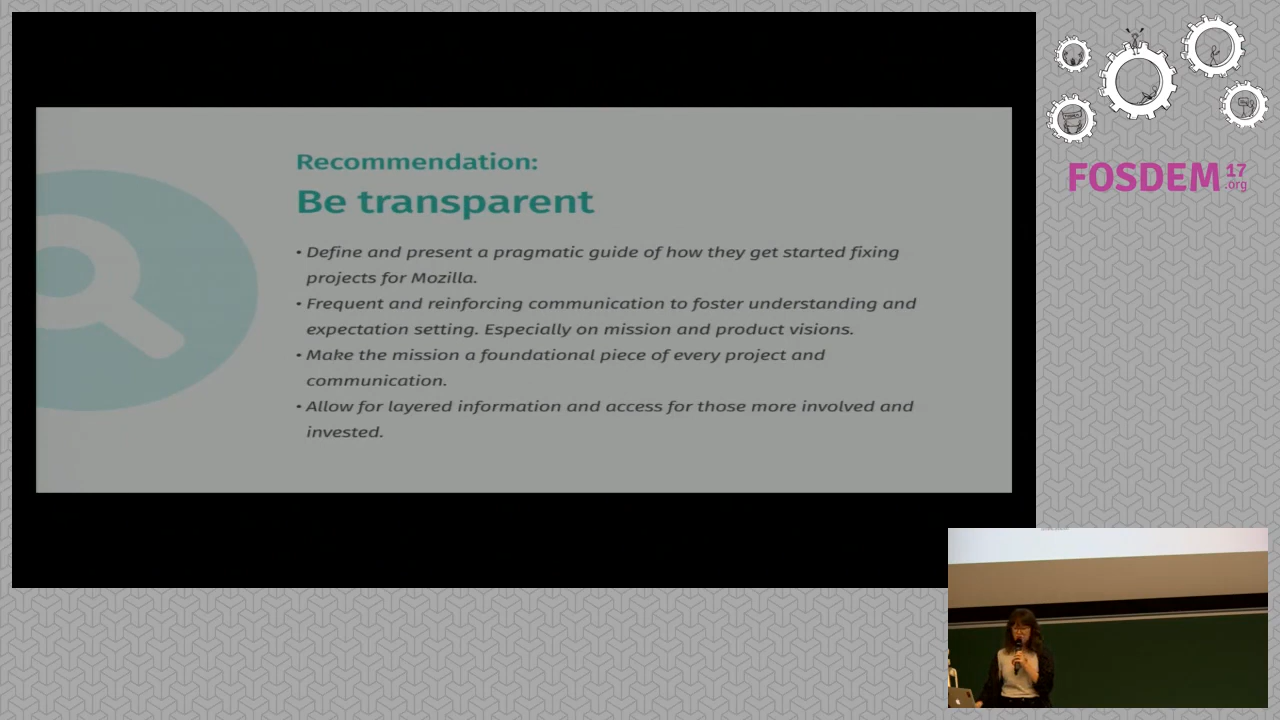 Recommendation:
Be transparent
• Define and present a pragmatic guide of how they get started fixing
projects for Mozilla.
• Frequent and reinforcing communication to foster understanding and
expectation setting. Especially on mission and product visions.
• Make the mission a foundational piece of every project and
communication.
• Allow for layered information and access for those more involved and
invested.
FOSDEM 17
.org